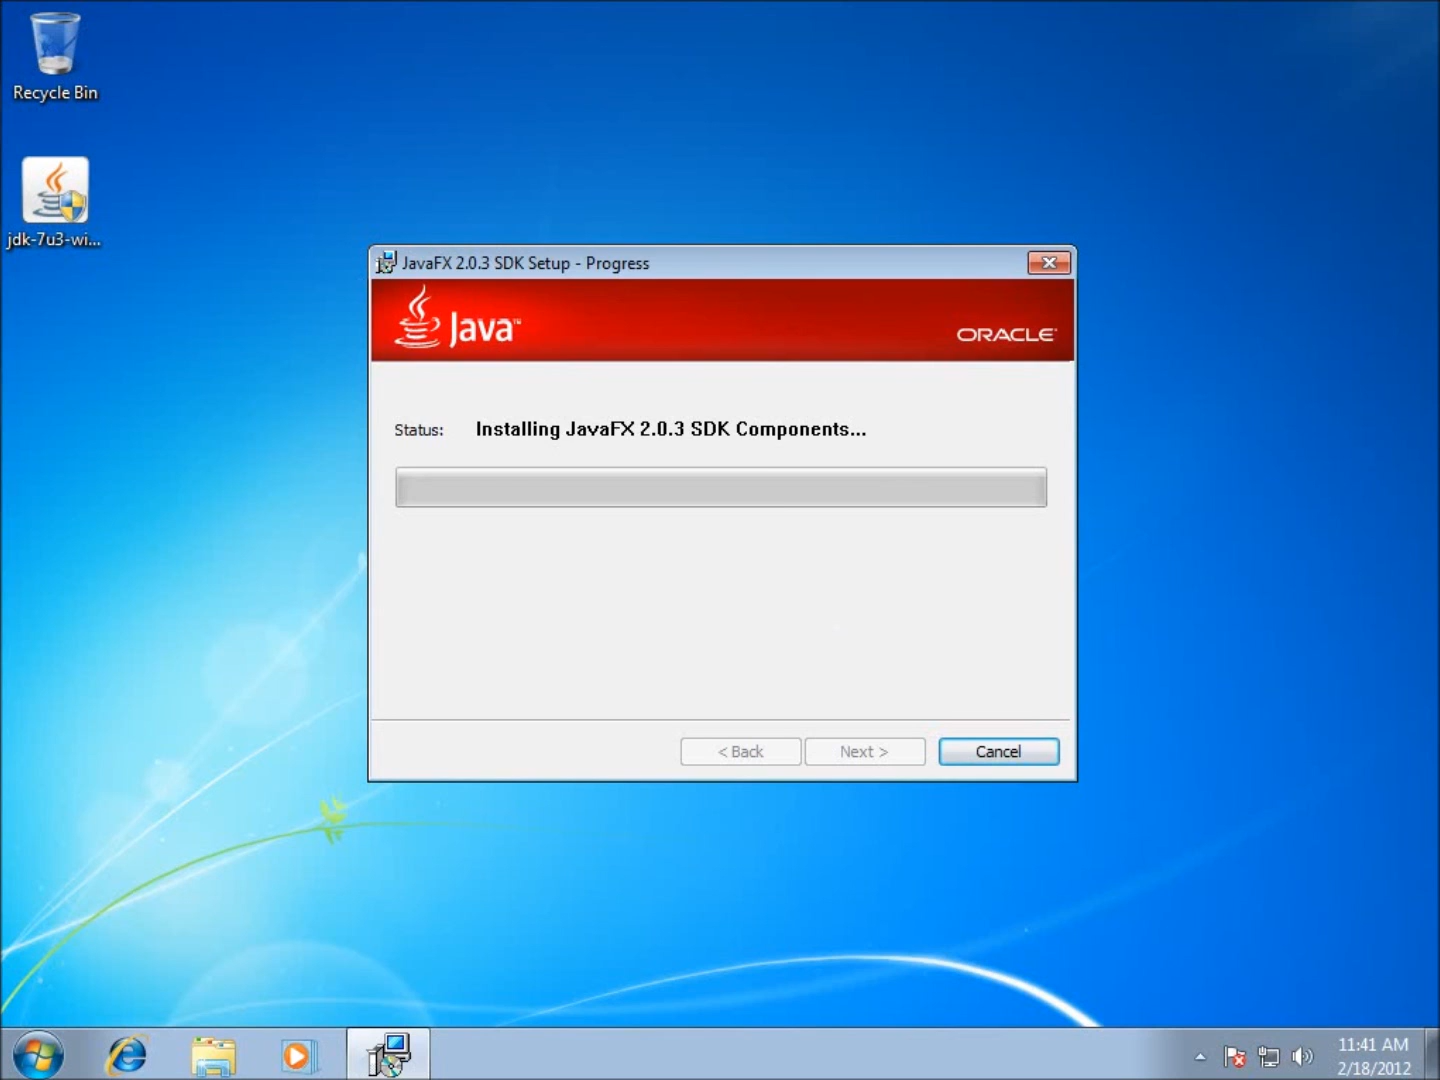 Recycle Bin
jdk-7u3-wi...
JavaFX 2.0.3 SDK Setup - Progress
Java™
ORACLE
Status: Installing JavaFX 2.0.3 SDK Components...
< Back
Next >
Cancel
11:41 AM
2/18/2012